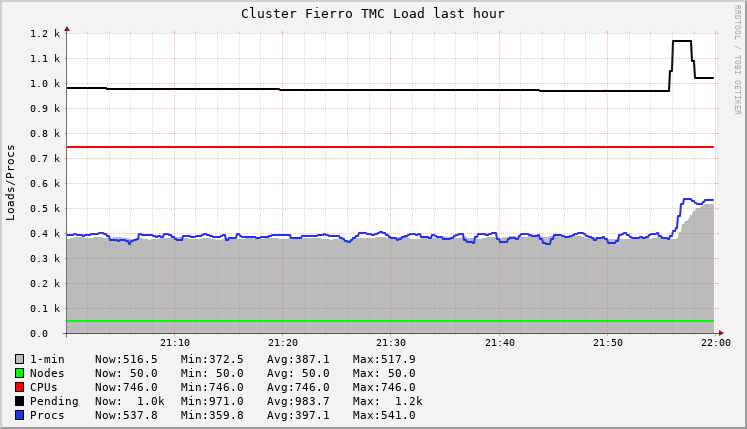 Cluster Fierro TMC Load last hour
RRDTOOL / TOBI OETIKER
Loads/Procs
1.2 k
1.1 k
1.0 k
0.9 k
0.8 k
0.7 k
0.6 k
0.5 k
0.4 k
0.3 k
0.2 k
0.1 k
0.0
21:10 21:20 21:30 21:40 21:50 22:00
1-min Now:516.5 Min:372.5 Avg:387.1 Max:517.9
Nodes Now: 50.0 Min: 50.0 Avg: 50.0 Max: 50.0
CPUs Now:746.0 Min:746.0 Avg:746.0 Max:746.0
Pending Now: 1.0k Min:971.0 Avg:983.7 Max: 1.2k
Procs Now:537.8 Min:359.8 Avg:397.1 Max:541.0